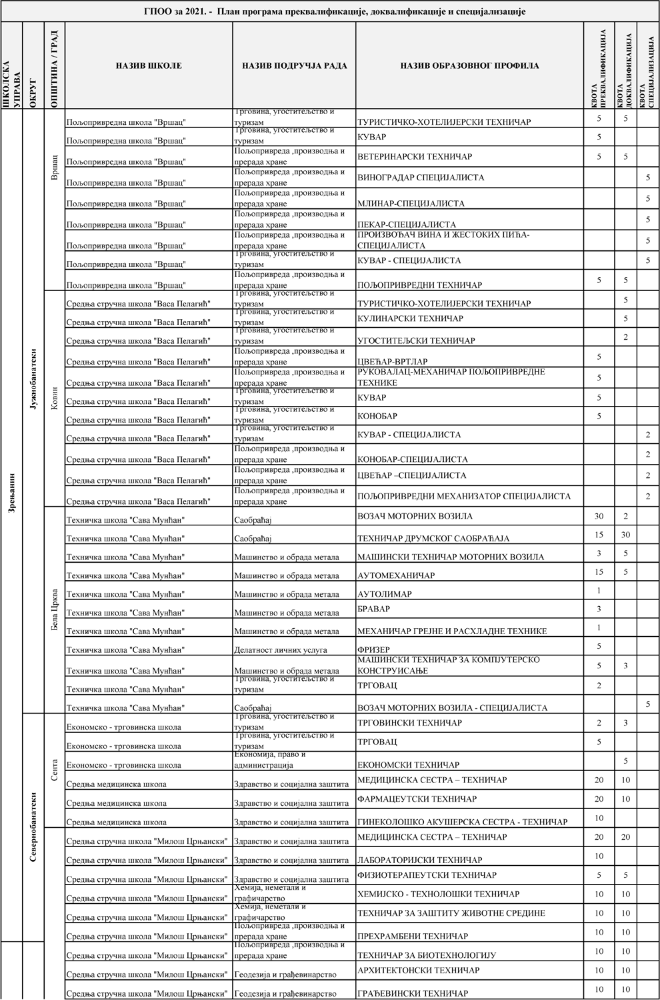 ГПОО за 2021. - План програма преквалификације, доквалификације и специјализације
ШКОЛСКА УПРАВА
ОКРУГ
ОПШТИНА / ГРАД
НАЗИВ ШКОЛЕ
НАЗИВ ПОДРУЧЈА РАДА
НАЗИВ ОБРАЗОВНОГ ПРОФИЛА
КВОТА ПРЕКВАЛИФИКАЦИЈА
КВОТА ДОКВАЛИФИКАЦИЈА
КВОТА СПЕЦИЈАЛИЗАЦИЈА
Зрењанин
Јужнобанатски
Вршац
Пољопривредна школа "Вршац" Трговина, угоститељство и туризам ТУРИСТИЧКО-ХОТЕЛИЈЕРСКИ ТЕХНИЧАР 5 5
Пољопривредна школа "Вршац" Трговина, угоститељство и туризам КУВАР 5
Пољопривредна школа "Вршац" Пољопривреда ,производња и прерада хране ВЕТЕРИНАРСКИ ТЕХНИЧАР 5 5
Пољопривредна школа "Вршац" Пољопривреда ,производња и прерада хране ВИНОГРАДАР СПЕЦИЈАЛИСТА 5
Пољопривредна школа "Вршац" Пољопривреда ,производња и прерада хране МЛИНАР-СПЕЦИЈАЛИСТА 5
Пољопривредна школа "Вршац" Пољопривреда ,производња и прерада хране ПЕКАР-СПЕЦИЈАЛИСТА 5
Пољопривредна школа "Вршац" Пољопривреда ,производња и прерада хране ПРОИЗВОЂАЧ ВИНА И ЖЕСТОКИХ ПИЋА-СПЕЦИЈАЛИСТА 5
Пољопривредна школа "Вршац" Трговина, угоститељство и туризам КУВАР - СПЕЦИЈАЛИСТА 5
Пољопривредна школа "Вршац" Пољопривреда ,производња и прерада хране ПОЉОПРИВРЕДНИ ТЕХНИЧАР 5 5
Ковин
Средња стручна школа "Васа Пелагић" Трговина, угоститељство и туризам ТУРИСТИЧКО-ХОТЕЛИЈЕРСКИ ТЕХНИЧАР 5
Средња стручна школа "Васа Пелагић" Трговина, угоститељство и туризам КУЛИНАРСКИ ТЕХНИЧАР 5
Средња стручна школа "Васа Пелагић" Трговина, угоститељство и туризам УГОСТИТЕЉСКИ ТЕХНИЧАР 2
Средња стручна школа "Васа Пелагић" Пољопривреда ,производња и прерада хране ЦВЕЋАР-ВРТЛАР 5
Средња стручна школа "Васа Пелагић" Пољопривреда ,производња и прерада хране РУКОВАЛАЦ-МЕХАНИЧАР ПОЉОПРИВРЕДНЕ ТЕХНИКЕ 5
Средња стручна школа "Васа Пелагић" Трговина, угоститељство и туризам КУВАР 5
Средња стручна школа "Васа Пелагић" Трговина, угоститељство и туризам КОНОБАР 5
Средња стручна школа "Васа Пелагић" Трговина, угоститељство и туризам КУВАР - СПЕЦИЈАЛИСТА 2
Средња стручна школа "Васа Пелагић" Пољопривреда ,производња и прерада хране КОНОБАР-СПЕЦИЈАЛИСТА 2
Средња стручна школа "Васа Пелагић" Пољопривреда ,производња и прерада хране ЦВЕЋАР –СПЕЦИЈАЛИСТА 2
Средња стручна школа "Васа Пелагић" Пољопривреда ,производња и прерада хране ПОЉОПРИВРЕДНИ МЕХАНИЗАТОР СПЕЦИЈАЛИСТА 2
Бела Црква
Техничка школа "Сава Мунћан" Саобраћај ВОЗАЧ МОТОРНИХ ВОЗИЛА 30 2
Техничка школа "Сава Мунћан" Саобраћај ТЕХНИЧАР ДРУМСКОГ САОБРАЋАЈА 15 30
Техничка школа "Сава Мунћан" Машинство и обрада метала МАШИНСКИ ТЕХНИЧАР МОТОРНИХ ВОЗИЛА 3 5
Техничка школа "Сава Мунћан" Машинство и обрада метала АУТОМЕХАНИЧАР 15 5
Техничка школа "Сава Мунћан" Машинство и обрада метала АУТОЛИМАР 1
Техничка школа "Сава Мунћан" Машинство и обрада метала БРАВАР 3
Техничка школа "Сава Мунћан" Машинство и обрада метала МЕХАНИЧАР ГРЕЈНЕ И РАСХЛАДНЕ ТЕХНИКЕ 1
Техничка школа "Сава Мунћан" Делатност личних услуга ФРИЗЕР 5
Техничка школа "Сава Мунћан" Машинство и обрада метала МАШИНСКИ ТЕХНИЧАР ЗА КОМПЈУТЕРСКО КОНСТРУИСАЊЕ 5 3
Техничка школа "Сава Мунћан" Трговина, угоститељство и туризам ТРГОВАЦ 2
Техничка школа "Сава Мунћан" Саобраћај ВОЗАЧ МОТОРНИХ ВОЗИЛА - СПЕЦИЈАЛИСТА 5
Севернобанатски
Сента
Економско - трговинска школа Трговина, угоститељство и туризам ТРГОВИНСКИ ТЕХНИЧАР 2 3
Економско - трговинска школа Трговина, угоститељство и туризам ТРГОВАЦ 5
Економско - трговинска школа Економија, право и администрација ЕКОНОМСКИ ТЕХНИЧАР 5
Средња медицинска школа Здравство и социјална заштита МЕДИЦИНСКА СЕСТРА – ТЕХНИЧАР 20 10
Средња медицинска школа Здравство и социјална заштита ФАРМАЦЕУТСКИ ТЕХНИЧАР 20 10
Средња медицинска школа Здравство и социјална заштита ГИНЕКОЛОШКО АКУШЕРСКА СЕСТРА - ТЕХНИЧАР 10
Средња стручна школа "Милош Црњански" Здравство и социјална заштита МЕДИЦИНСКА СЕСТРА – ТЕХНИЧАР 20 20
Средња стручна школа "Милош Црњански" Здравство и социјална заштита ЛАБОРАТОРИЈСКИ ТЕХНИЧАР 10
Средња стручна школа "Милош Црњански" Здравство и социјална заштита ФИЗИОТЕРАПЕУТСКИ ТЕХНИЧАР 5 5
Средња стручна школа "Милош Црњански" Хемија, неметали и графичарство ХЕМИЈСКО - ТЕХНОЛОШКИ ТЕХНИЧАР 10 10
Средња стручна школа "Милош Црњански" Хемија, неметали и графичарство ТЕХНИЧАР ЗА ЗАШТИТУ ЖИВОТНЕ СРЕДИНЕ 10 10
Средња стручна школа "Милош Црњански" Пољопривреда ,производња и прерада хране ПРЕХРАМБЕНИ ТЕХНИЧАР 10 10
Средња стручна школа "Милош Црњански" Пољопривреда ,производња и прерада хране ТЕХНИЧАР ЗА БИОТЕХНОЛОГИЈУ 10 10
Средња стручна школа "Милош Црњански" Геодезија и грађевинарство АРХИТЕКТОНСКИ ТЕХНИЧАР 10 10
Средња стручна школа "Милош Црњански" Геодезија и грађевинарство ГРАЂЕВИНСКИ ТЕХНИЧАР 10 10